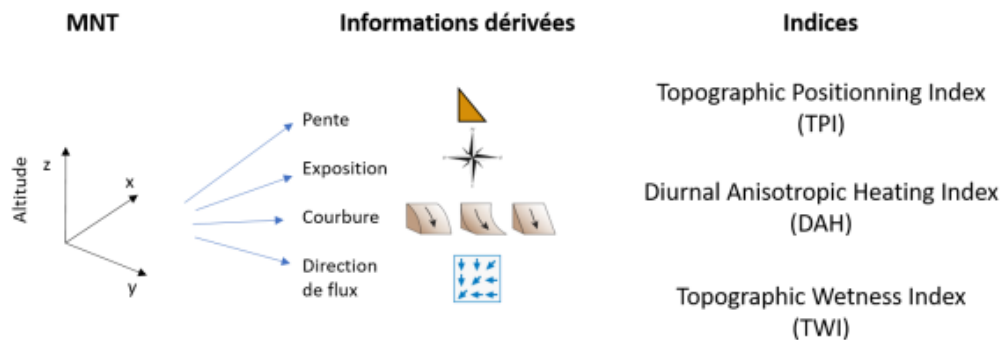 MNT
Informations dérivées
Indices
Altitude
z
x
y
Pente
Exposition
Courbure
Direction
de flux
Topographic Positionning Index
(TPI)
Diurnal Anisotropic Heating Index
(DAH)
Topographic Wetness Index
(TWI)